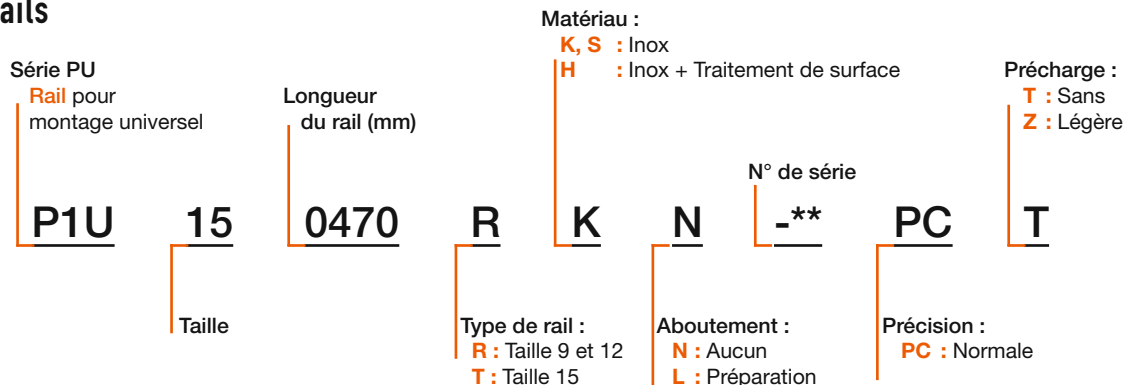 ails
Matériau :
K, S : Inox
H : Inox + Traitement de surface
Série PU
Rail pour
montage universel
Longueur
du rail (mm)
Précharge :
T : Sans
Z : Légère
N° de série
P1U 15 0470 R K N -** PC T
Taille
Type de rail :
R : Taille 9 et 12
T : Taille 15
Aboutement :
N : Aucun
L : Préparation
Précision :
PC : Normale